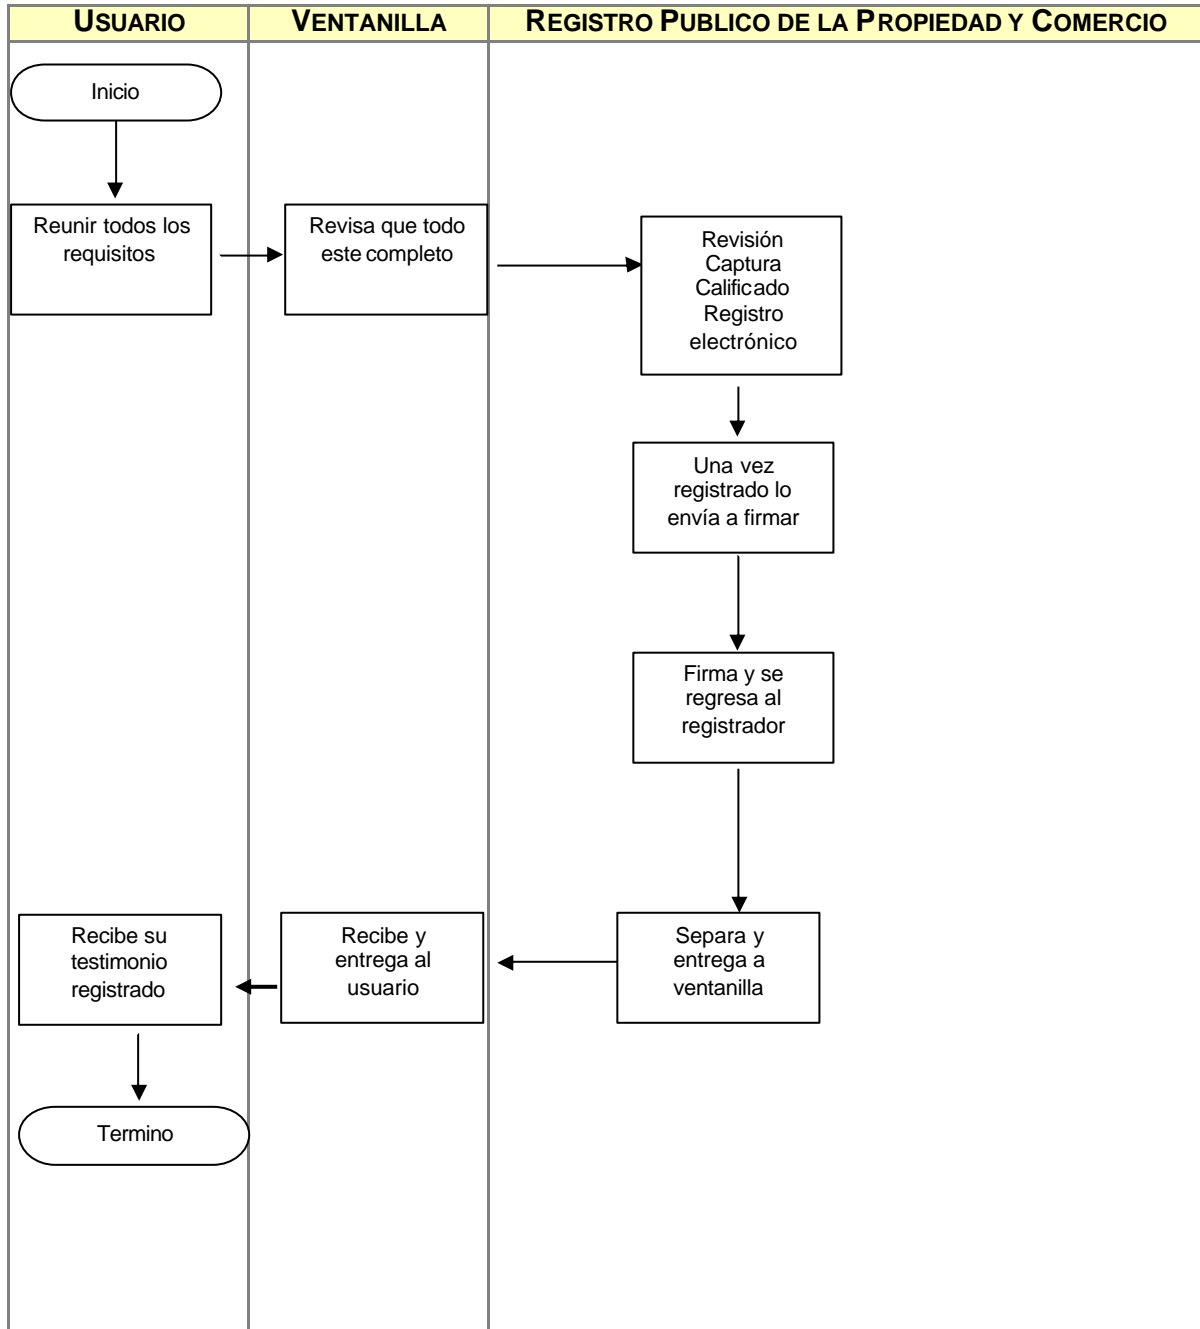 USUARIO
VENTANILLA
REGISTRO PUBLICO DE LA PROPIEDAD Y COMERCIO
Inicio
Reunir todos los
requisitos
Revisa que todo
este completo
Revisión
Captura
Calificado
Registro
electrónico
Una vez
registrado lo
envía a firmar
Firma y se
regresa al
registrador
Separa y
entrega a
ventanilla
Recibe y
entrega al
usuario
Recibe su
testimonio
registrado
Termino